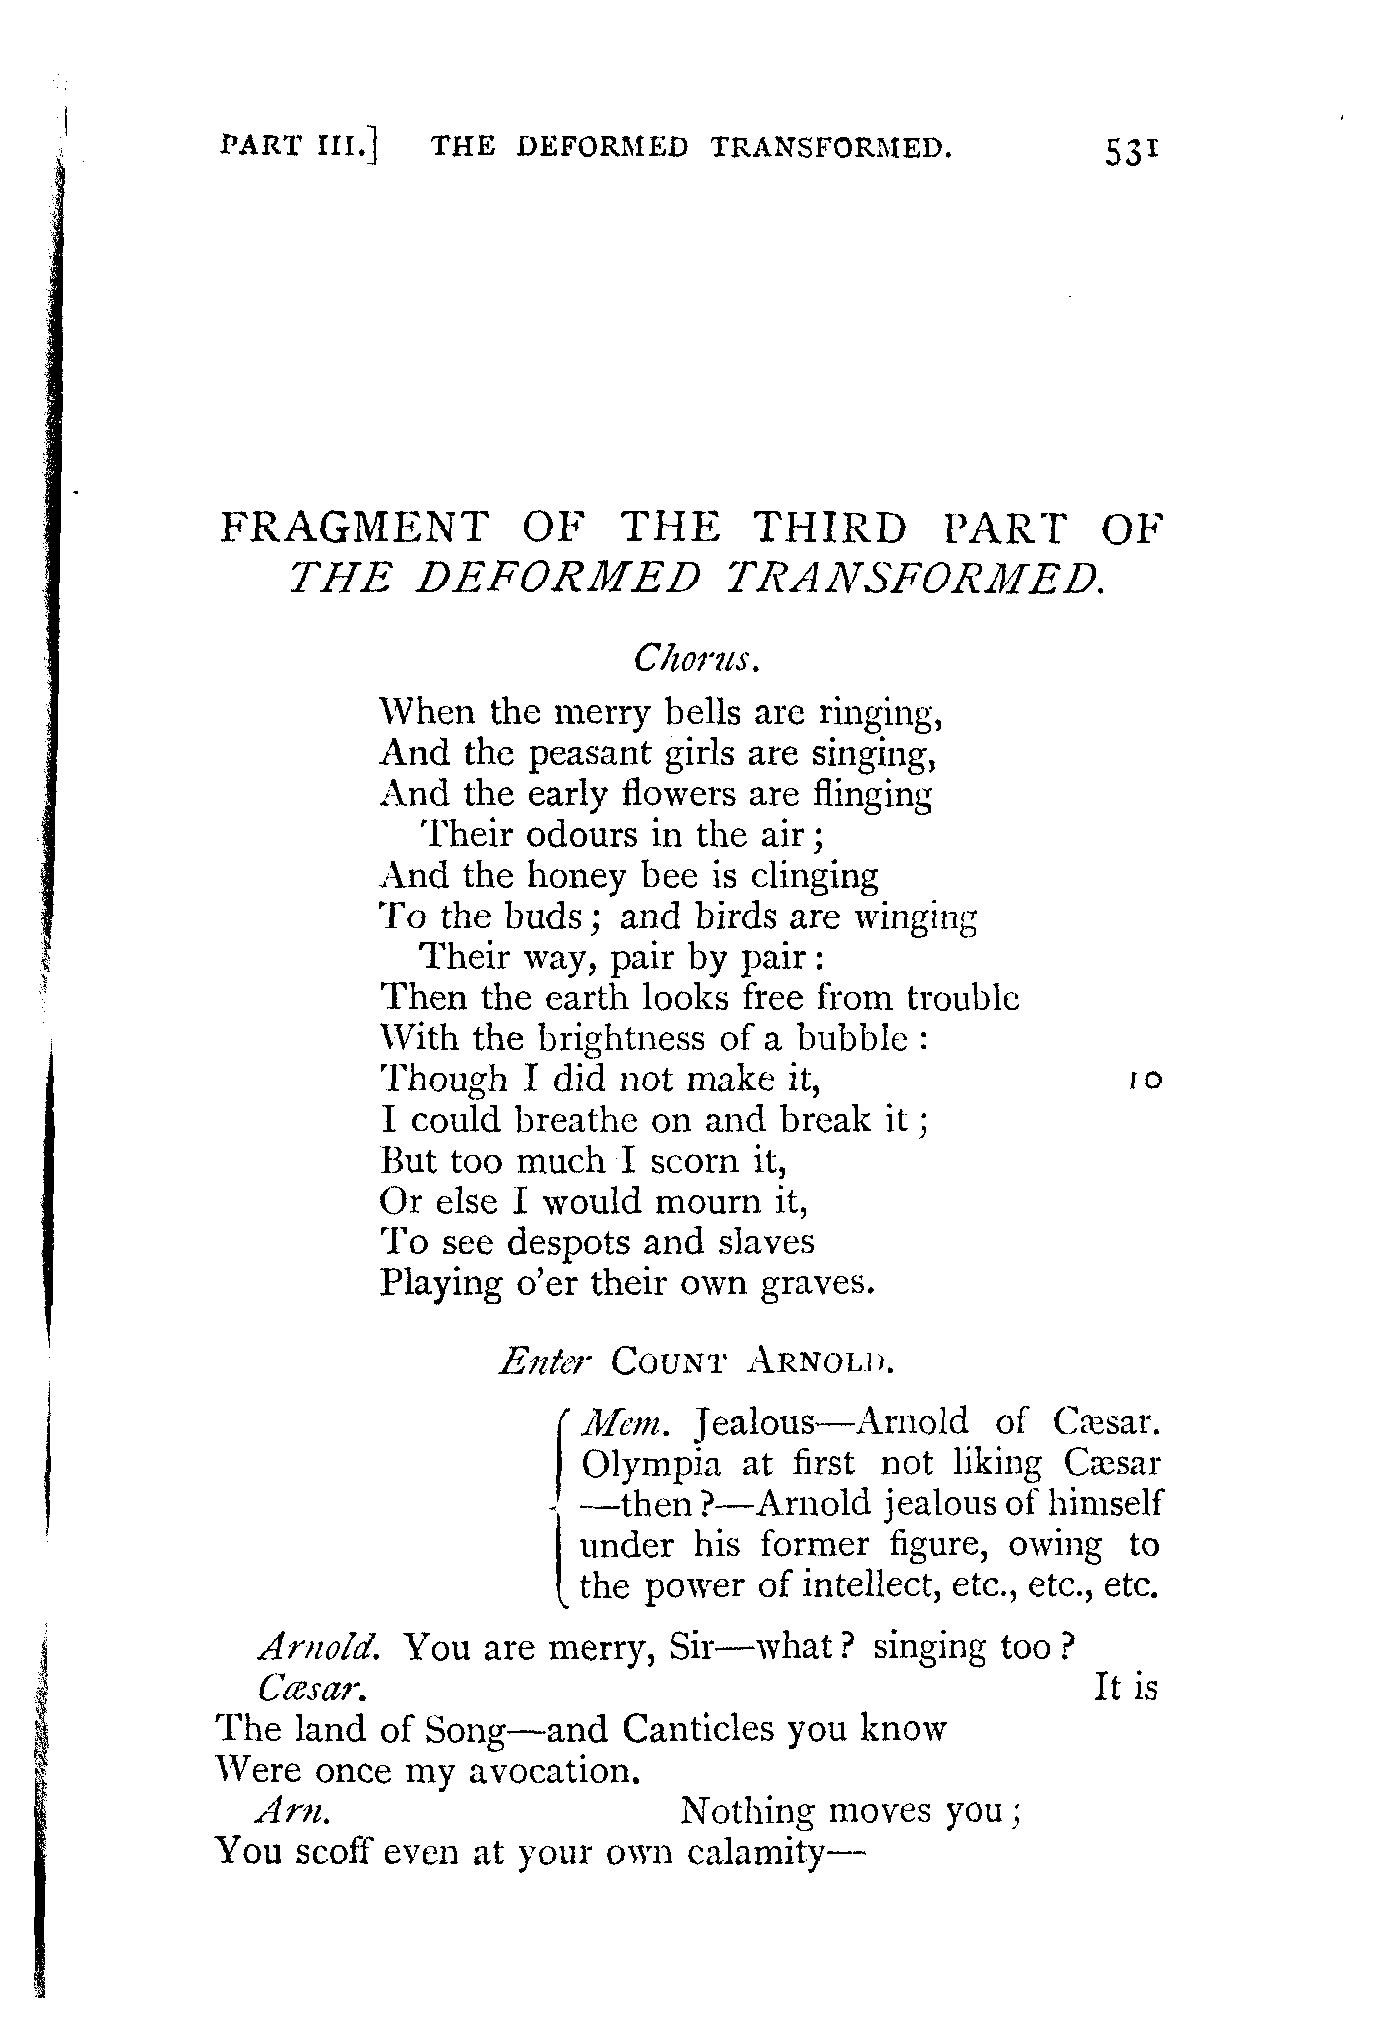 PART III.] THE DEFORMED TRANSFORMED. 531
FRAGMENT OF THE THIRD PART OF
THE DEFORMED TRANSFORMED.
Chorus.
When the merry bells are ringing,
And the peasant girls are singing,
And the early flowers are flinging
Their odours in the air;
And the honey bee is clinging
To the buds; and birds are winging
Their way, pair by pair:
Then the earth looks free from trouble
With the brightness of a bubble:
Though I did not make it, 10
I could breathe on and break it;
But too much I scorn it,
Or else I would mourn it,
To see despots and slaves
Playing o'er their own graves.
Enter COUNT ARNOLD.
Mem. Jealous—Arnold of Cæsar.
Olympia at first not liking Cæsar
—then?—Arnold jealous of himself
under his former figure, owing to
the power of intellect, etc., etc., etc.
Arnold. You are merry, Sir—what? singing too?
Cæsar. It is
The land of Song—and Canticles you know
Were once my avocation.
Arn. Nothing moves you;
You scoff even at your own calamity—